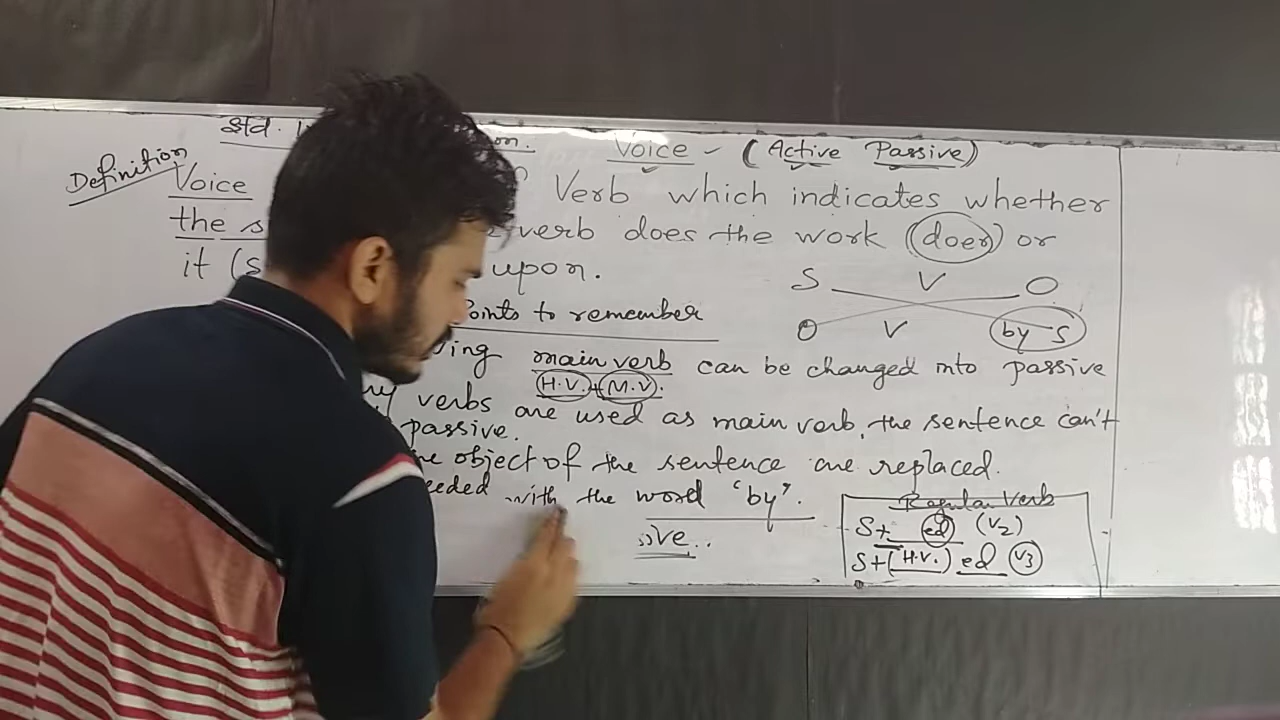 Std.
Voice - (Active Passive)
Definition
Voice Verb which indicates whether
the s verb does the work (doer) or
it (s upon.
S V O
O V by S
Points to remember
ving main verb can be changed into passive
H.V. + M.V.
verbs are used as main verb, the sentence can't
passive.
object of the sentence are replaced.
eeded with the word 'by'.
ive..
Regular Verb
S+ ed (V2)
S+(H.V.) ed (V3)